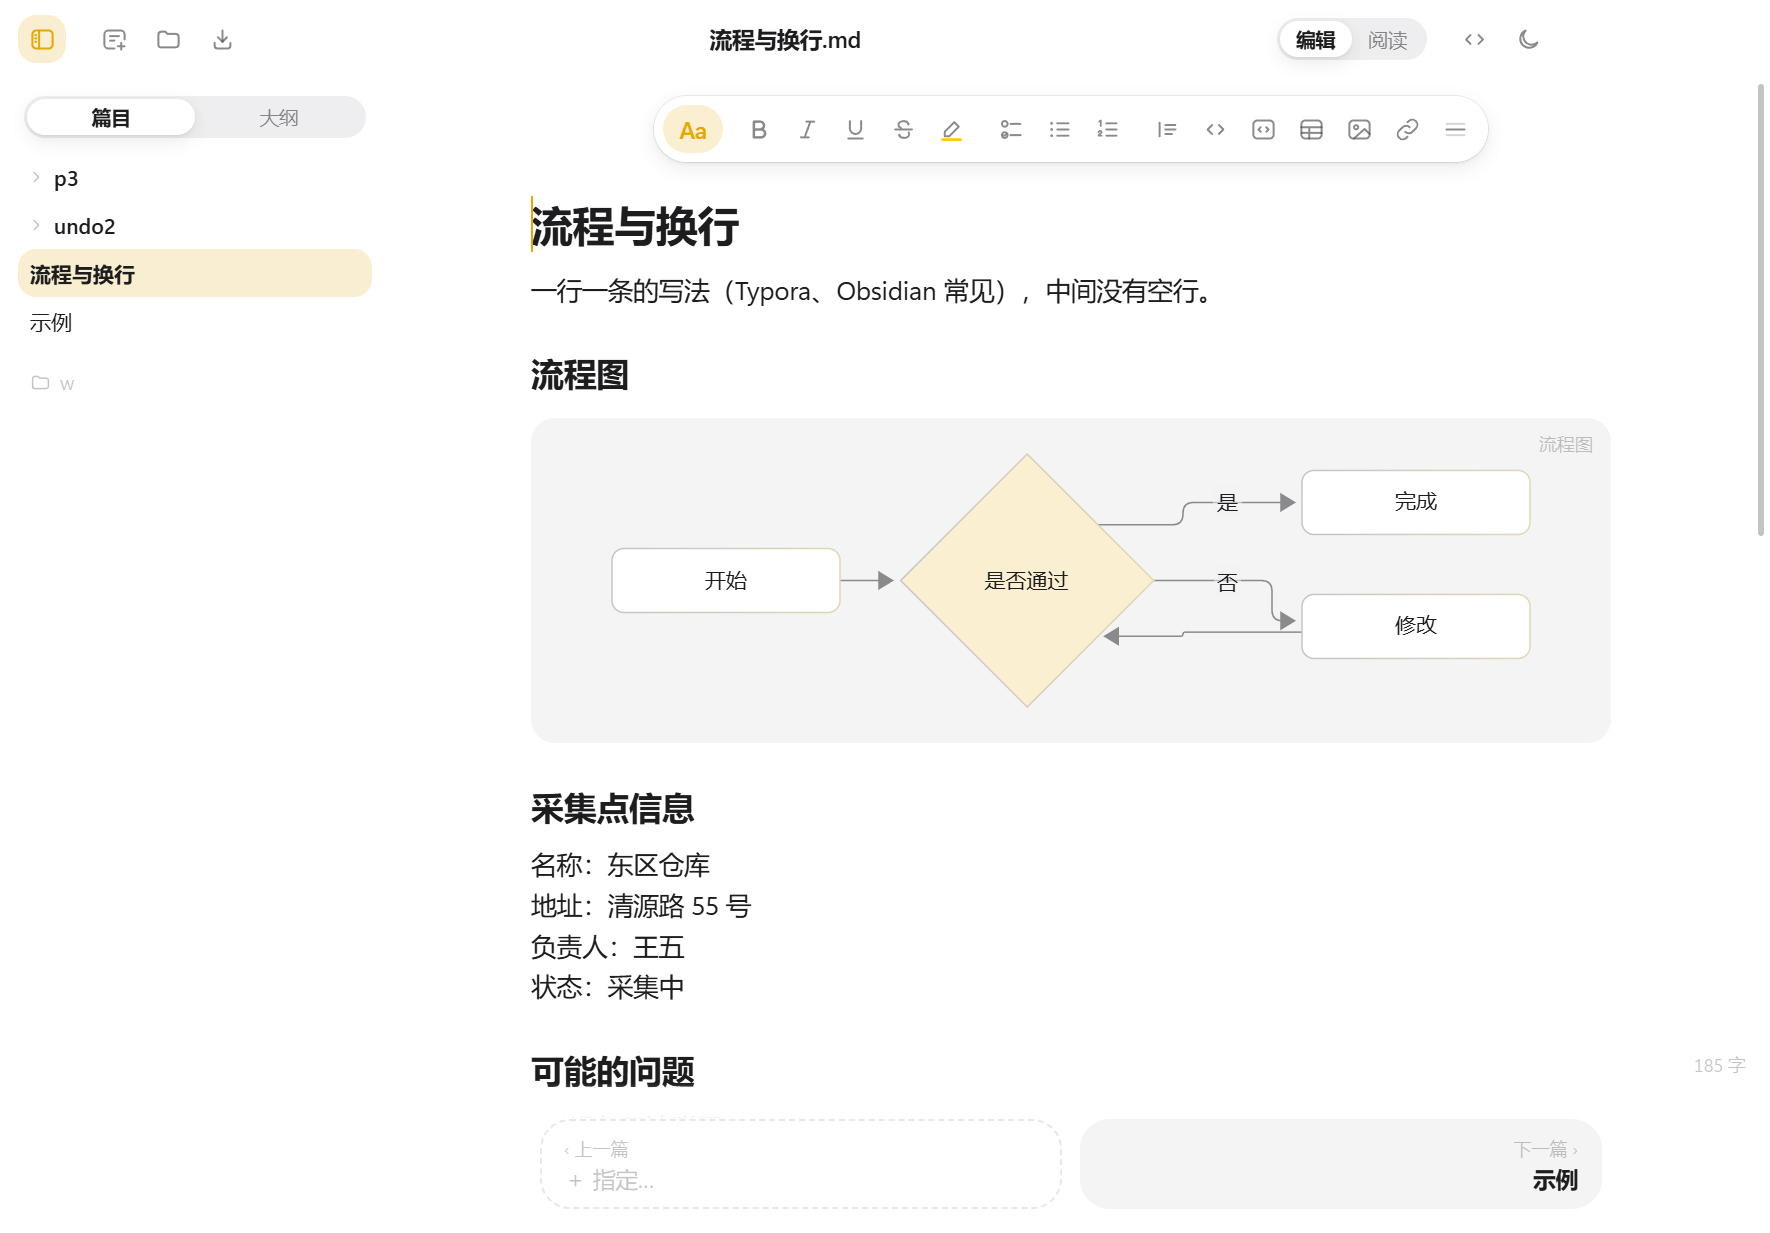 流程与换行.md
编辑 阅读
篇目 大纲
p3
undo2
流程与换行
示例
w
Aa
流程与换行
一行一条的写法（Typora、Obsidian 常见），中间没有空行。
流程图
流程图
开始
是否通过
是
否
完成
修改
采集点信息
名称：东区仓库
地址：清源路 55 号
负责人：王五
状态：采集中
可能的问题
185 字
‹ 上一篇
+ 指定...
下一篇 ›
示例